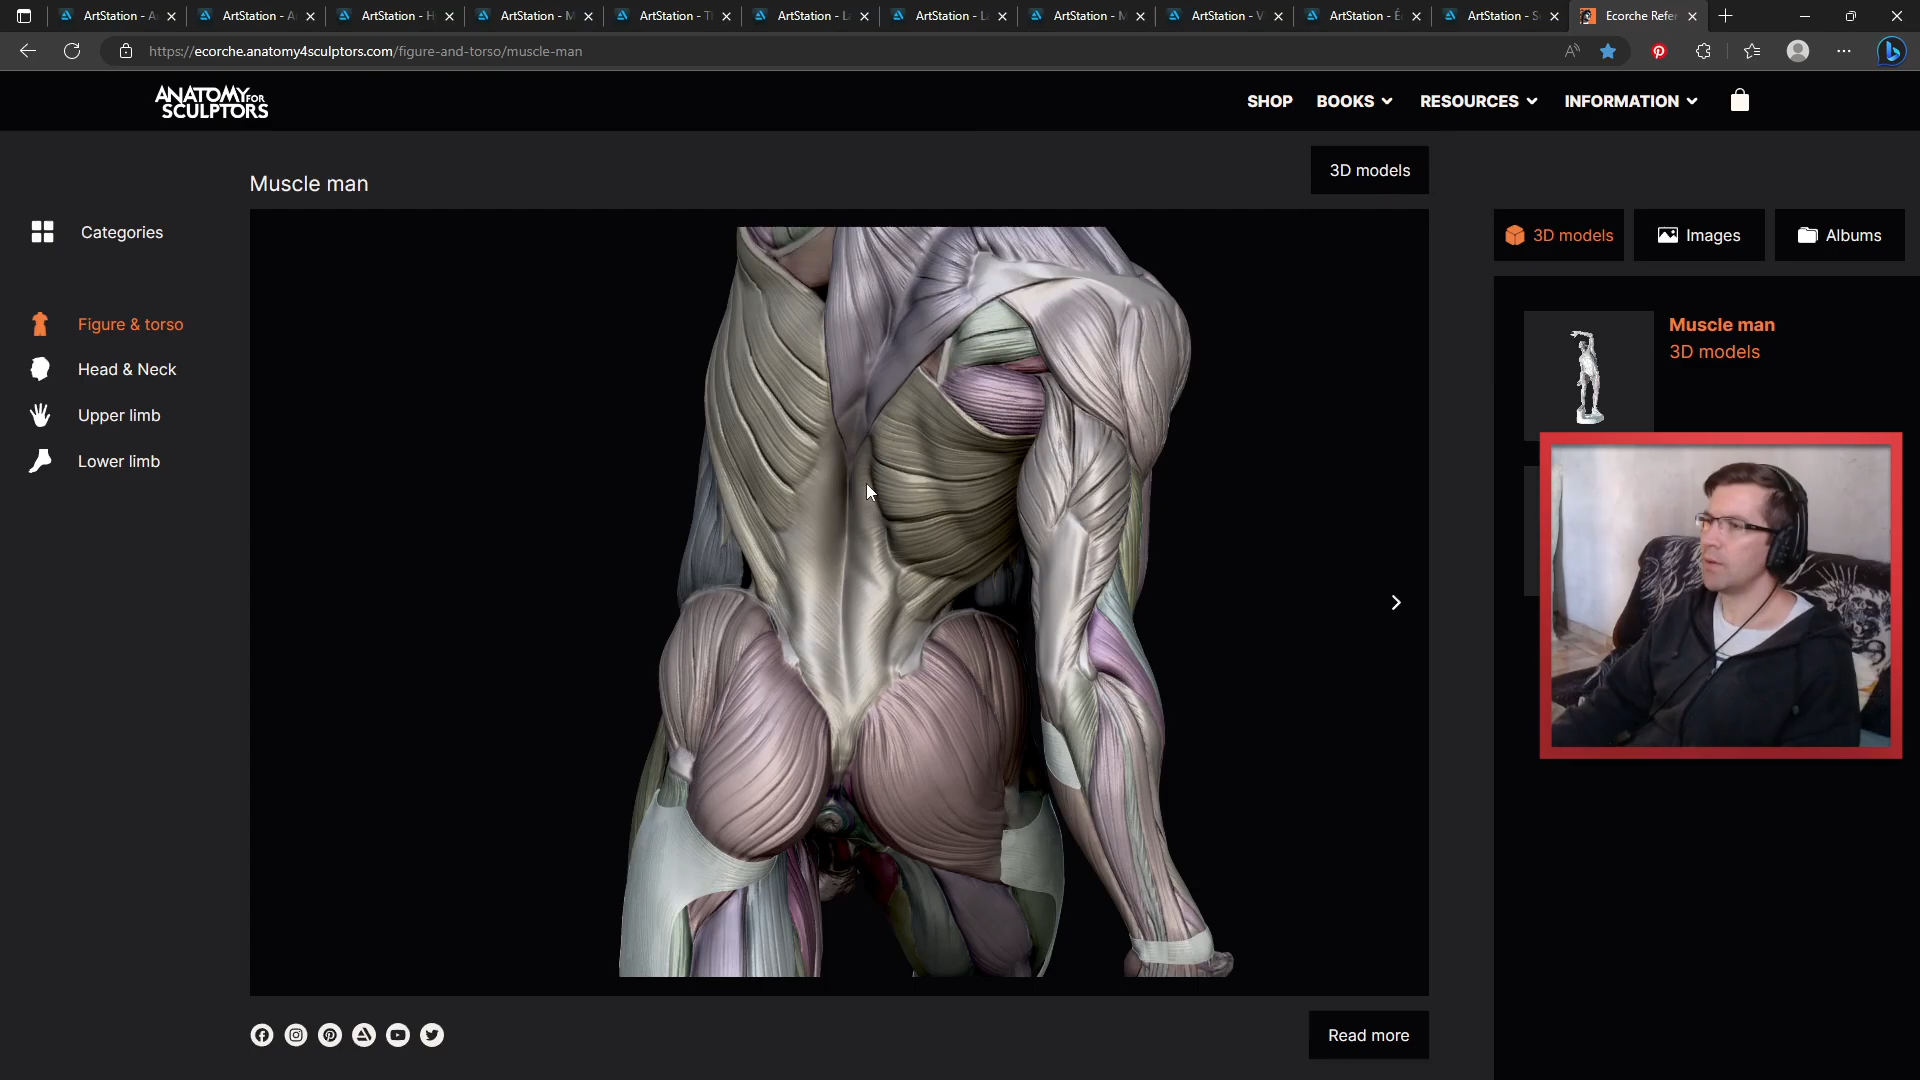 ArtStation - A
ArtStation - A
ArtStation - H
ArtStation - M
ArtStation - T
ArtStation - L
ArtStation - L
ArtStation - M
ArtStation - V
ArtStation - É
ArtStation - S
Ecorche Refer
https://ecorche.anatomy4sculptors.com/figure-and-torso/muscle-man
ANATOMY FOR
SCULPTORS
SHOP BOOKS RESOURCES INFORMATION
Muscle man
3D models
Categories
Figure & torso
Head & Neck
Upper limb
Lower limb
3D models Images Albums
Muscle man
3D models
Read more